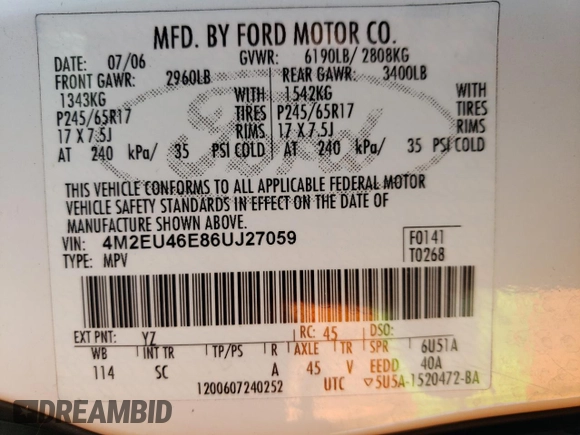 MFD. BY FORD MOTOR CO.
DATE: 07/06 GVWR: 6190LB/ 2808KG
FRONT GAWR: 2960LB REAR GAWR: 3400LB
1343KG WITH 1542KG WITH
P245/65R17 TIRES P245/65R17 TIRES
17 X 7.5J RIMS 17 X 7.5J RIMS
AT 240 kPa/ 35 PSI COLD AT 240 kPa/ 35 PSI COLD
Ford
THIS VEHICLE CONFORMS TO ALL APPLICABLE FEDERAL MOTOR
VEHICLE SAFETY STANDARDS IN EFFECT ON THE DATE OF
MANUFACTURE SHOWN ABOVE.
VIN: 4M2EU46E86UJ27059 F0141
TYPE: MPV T0268
EXT PNT: YZ RC: 45 DSO:
WB INT TR TP/PS R AXLE TR SPR 6U51A
114 SC A 45 V EEDD 40A
1200607240252 UTC ▽5U5A-1520472-BA
DREAMBID